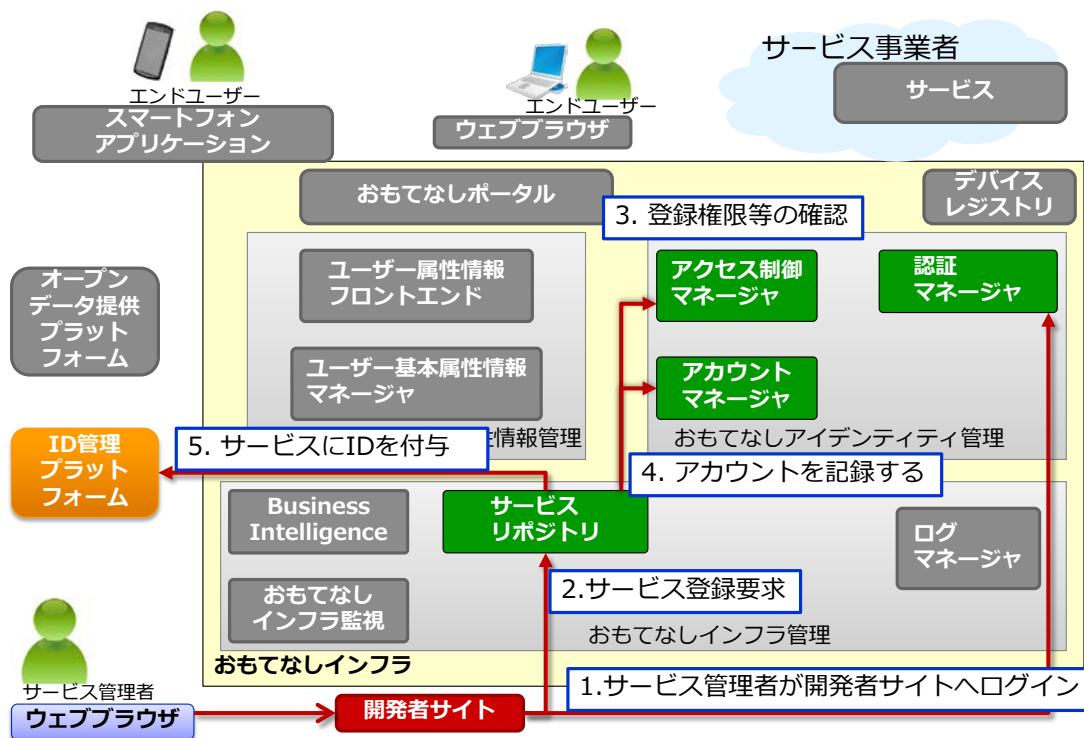 サービス事業者
サービス
エンドユーザー
スマートフォン
アプリケーション
エンドユーザー
ウェブブラウザ
おもてなしポータル
デバイス
レジストリ
3. 登録権限等の確認
ユーザー属性情報
フロントエンド
アクセス制御
マネージャ
認証
マネージャ
オープン
データ提供
プラット
フォーム
ユーザー基本属性情報
マネージャ
アカウント
マネージャ
性情報管理
おもてなしアイデンティティ管理
ID管理
プラット
フォーム
5. サービスにIDを付与
4. アカウントを記録する
Business
Intelligence
サービス
リポジトリ
ログ
マネージャ
2.サービス登録要求
おもてなし
インフラ監視
おもてなしインフラ管理
おもてなしインフラ
サービス管理者
ウェブブラウザ
開発者サイト
1.サービス管理者が開発者サイトへログイン